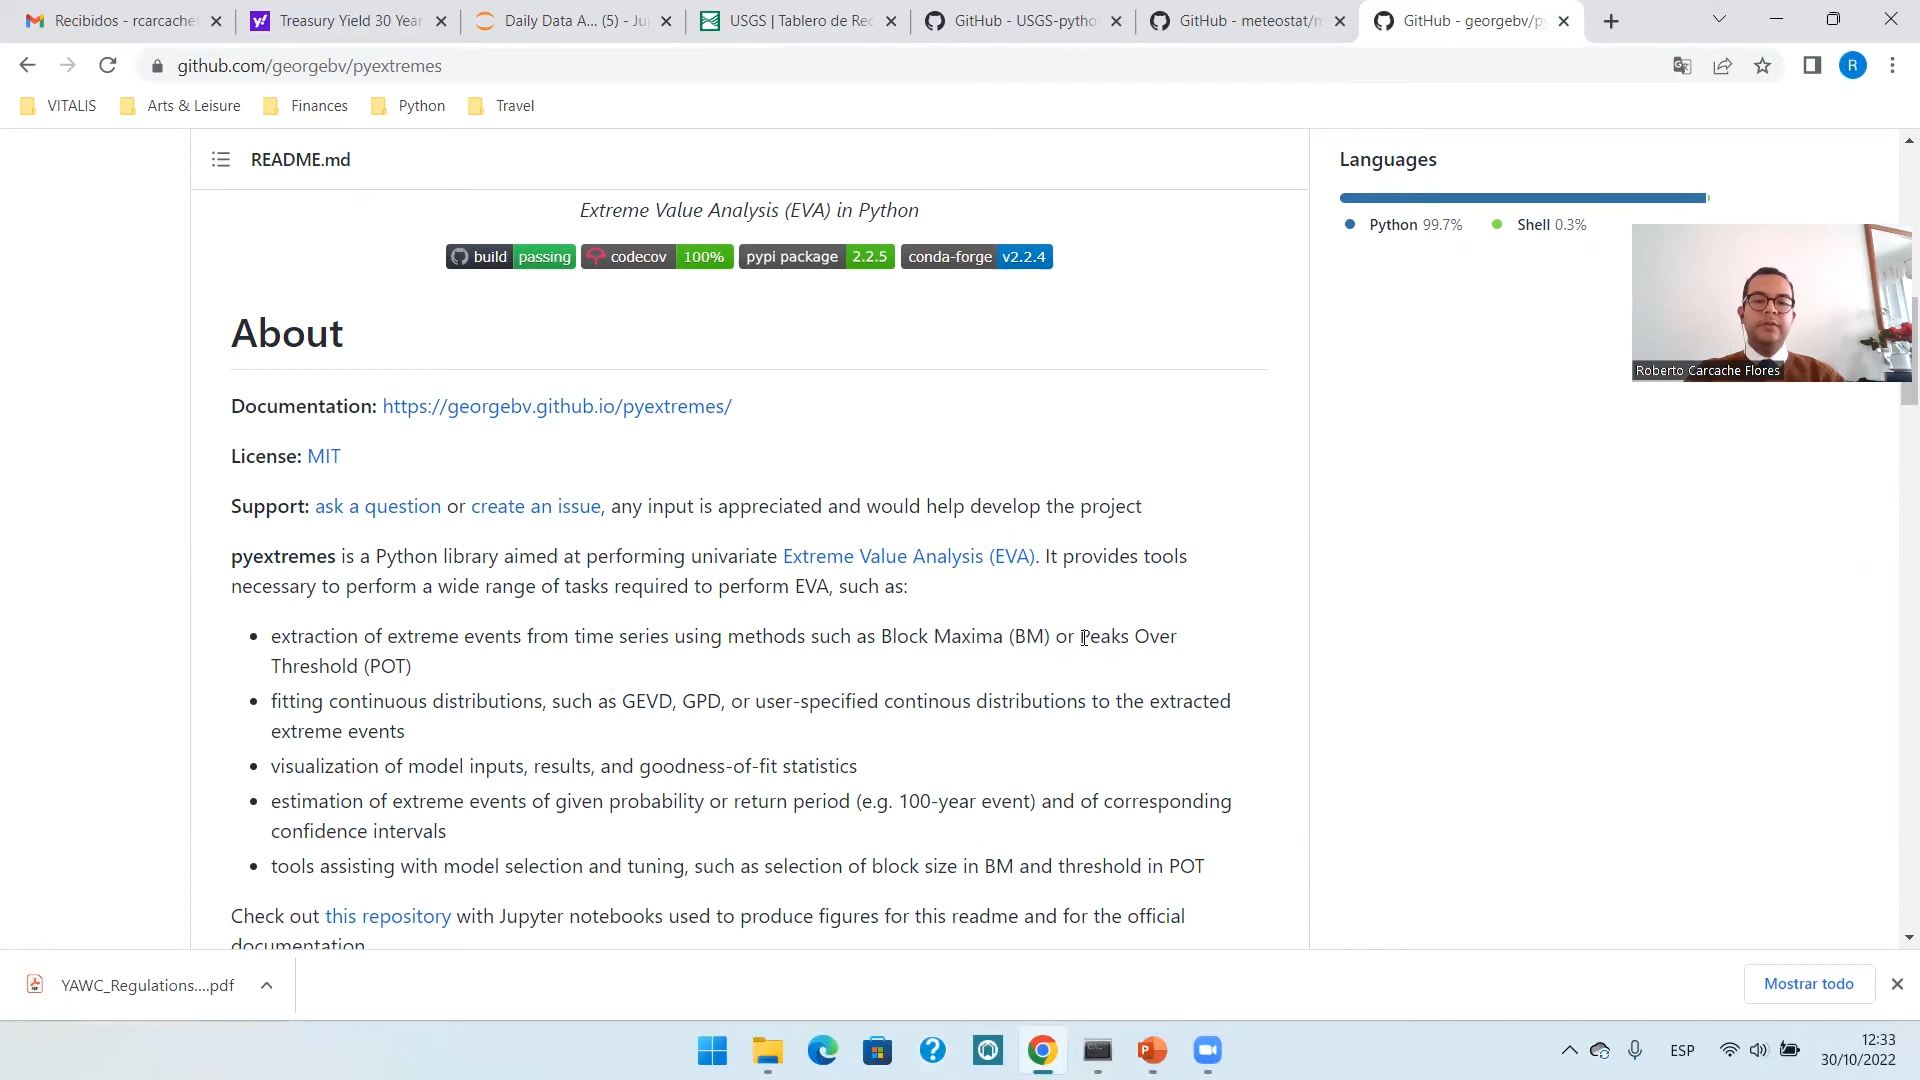 Recibidos - rcarcache
Treasury Yield 30 Year
Daily Data A... (5) - Ju
USGS | Tablero de Rec
GitHub - USGS-pytho
GitHub - meteostat/m
GitHub - georgebv/py
github.com/georgebv/pyextremes
R
VITALIS
Arts & Leisure
Finances
Python
Travel
README.md
Extreme Value Analysis (EVA) in Python
build passing codecov 100% pypi package 2.2.5 conda-forge v2.2.4
About
Documentation: https://georgebv.github.io/pyextremes/
License: MIT
Support: ask a question or create an issue, any input is appreciated and would help develop the project
pyextremes is a Python library aimed at performing univariate Extreme Value Analysis (EVA). It provides tools
necessary to perform a wide range of tasks required to perform EVA, such as:
• extraction of extreme events from time series using methods such as Block Maxima (BM) or Peaks Over
Threshold (POT)
• fitting continuous distributions, such as GEVD, GPD, or user-specified continous distributions to the extracted
extreme events
• visualization of model inputs, results, and goodness-of-fit statistics
• estimation of extreme events of given probability or return period (e.g. 100-year event) and of corresponding
confidence intervals
• tools assisting with model selection and tuning, such as selection of block size in BM and threshold in POT
Check out this repository with Jupyter notebooks used to produce figures for this readme and for the official
documentation
Languages
Python 99.7% Shell 0.3%
Roberto Carcache Flores
YAWC_Regulations....pdf
Mostrar todo
ESP
12:33
30/10/2022